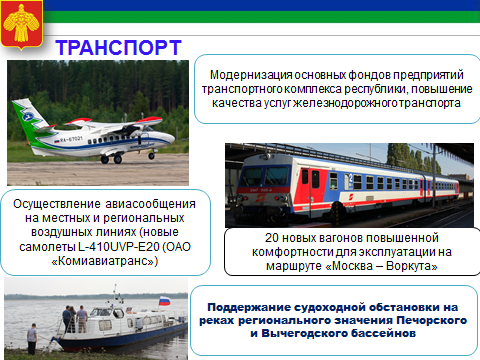 ТРАНСПОРТ
Модернизация основных фондов предприятий
транспортного комплекса республики, повышение
качества услуг железнодорожного транспорта
RA-67021
Осуществление авиасообщения
на местных и региональных
воздушных линиях (новые
самолеты L-410UVP-E20 (ОАО
«Комиавиатранс»)
20 новых вагонов повышенной
комфортности для эксплуатации на
маршруте «Москва – Воркута»
Поддержание судоходной обстановки на
реках регионального значения Печорского
и Вычегодского бассейнов